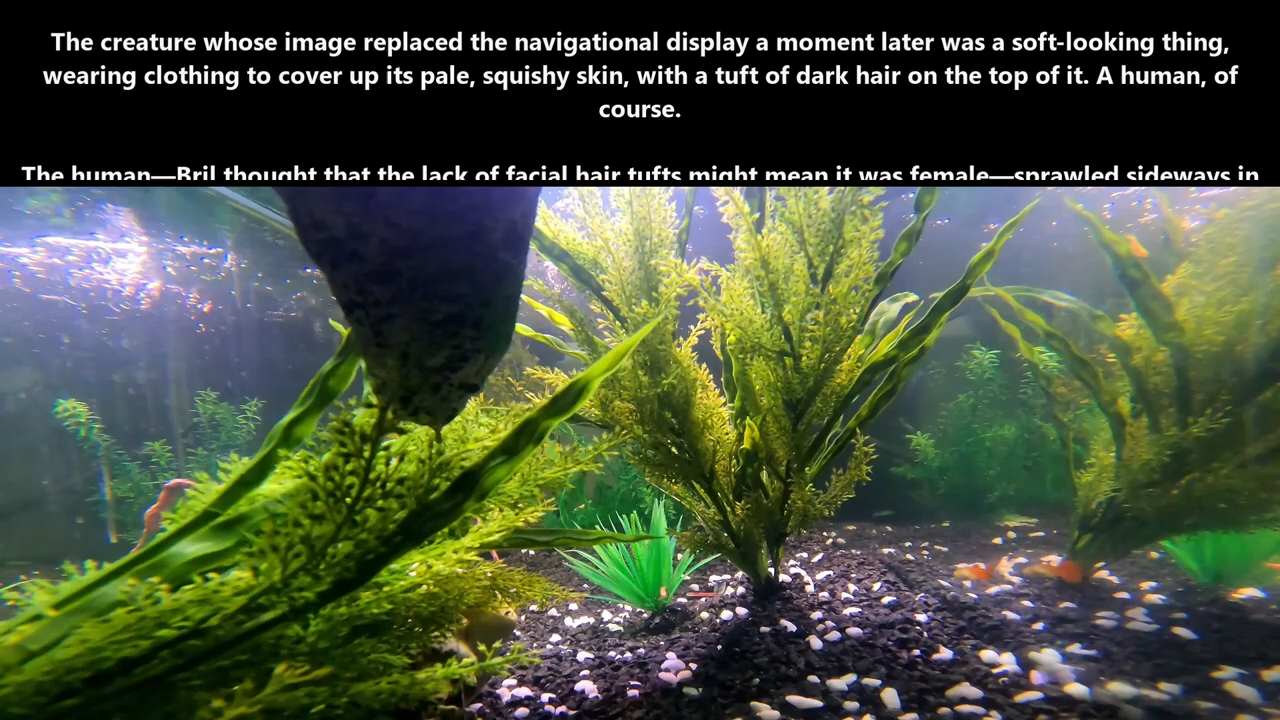 The creature whose image replaced the navigational display a moment later was a soft-looking thing,
wearing clothing to cover up its pale, squishy skin, with a tuft of dark hair on the top of it. A human, of
course.
The human—Bril thought that the lack of facial hair tufts might mean it was female—sprawled sideways in